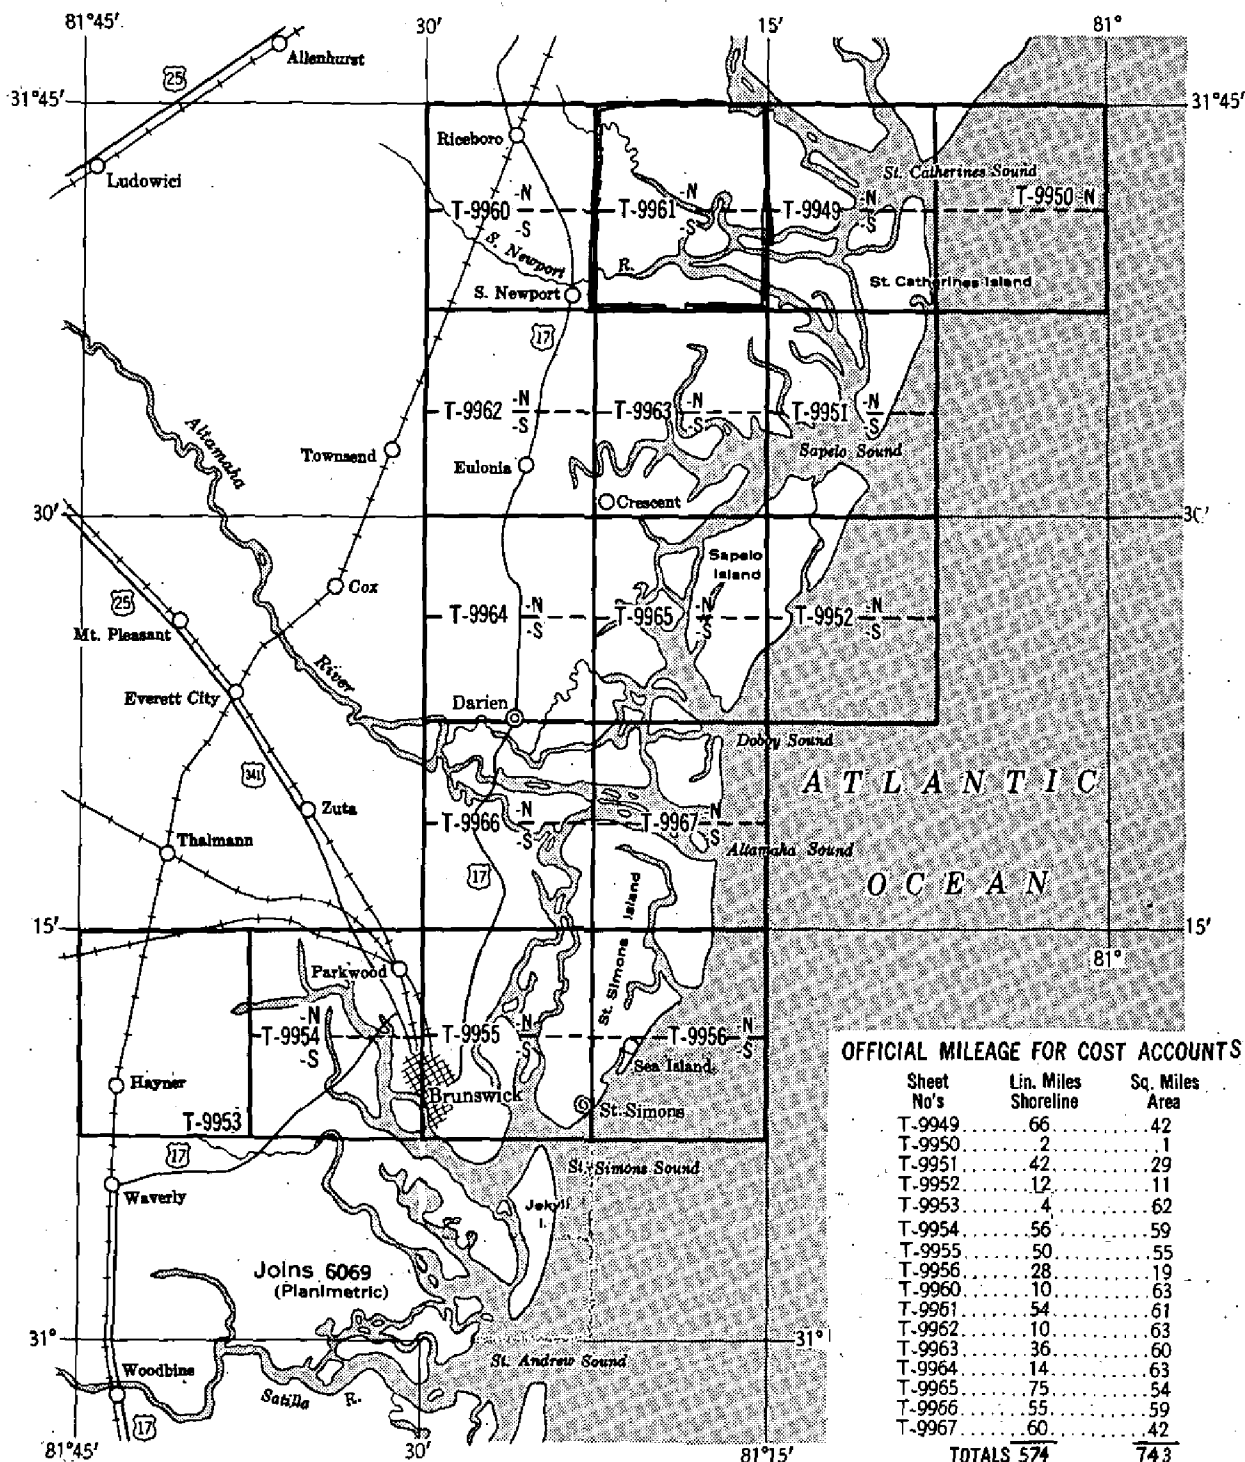 81°45'
30'
15'
81°
Allenhurst
25
31°45'
31°45'
Riceboro
Ludowici
St. Catherines Sound
T-9960 -N -S
T-9961 -N -S
T-9949 -N -S
T-9950 -N
S. Newport R.
St. Catherines Island
S. Newport
17
T-9962 -N -S
T-9963 -N -S
T-9951 -N -S
Altamaha River
Townsend
Eulonia
Sapelo Sound
Crescent
30'
30'
Sapelo Island
Cox
25
T-9964 -N -S
T-9965 -N -S
T-9952 -N -S
Mt. Pleasant
Everett City
Darien
Doboy Sound
341
ATLANTIC
OCEAN
Zuta
T-9966 -N -S
T-9967 -N -S
Thalmann
Altamaha Sound
17
St. Simons Island
15'
15'
81°
Parkwood
T-9954 -N -S
T-9955 -N -S
T-9956 -N -S
Sea Island
Hayner
Brunswick
St. Simons
T-9953
17
St. Simons Sound
Waverly
Jekyll I.
Joins 6069
(Planimetric)
31°
31°
St. Andrew Sound
Woodbine
Satilla R.
17
81°45'
30'
81°15'
OFFICIAL MILEAGE FOR COST ACCOUNTS
Sheet No's Lin. Miles Shoreline Sq. Miles Area
T-9949.......66...........42
T-9950.......2...........1
T-9951.......42...........29
T-9952.......12...........11
T-9953.......4...........62
T-9954.......56...........59
T-9955.......50...........55
T-9956.......28...........19
T-9960.......10...........63
T-9961.......54...........61
T-9962.......10...........63
T-9963.......36...........60
T-9964.......14...........63
T-9965.......75...........54
T-9966.......55...........59
T-9967.......60...........42
TOTALS 574 743